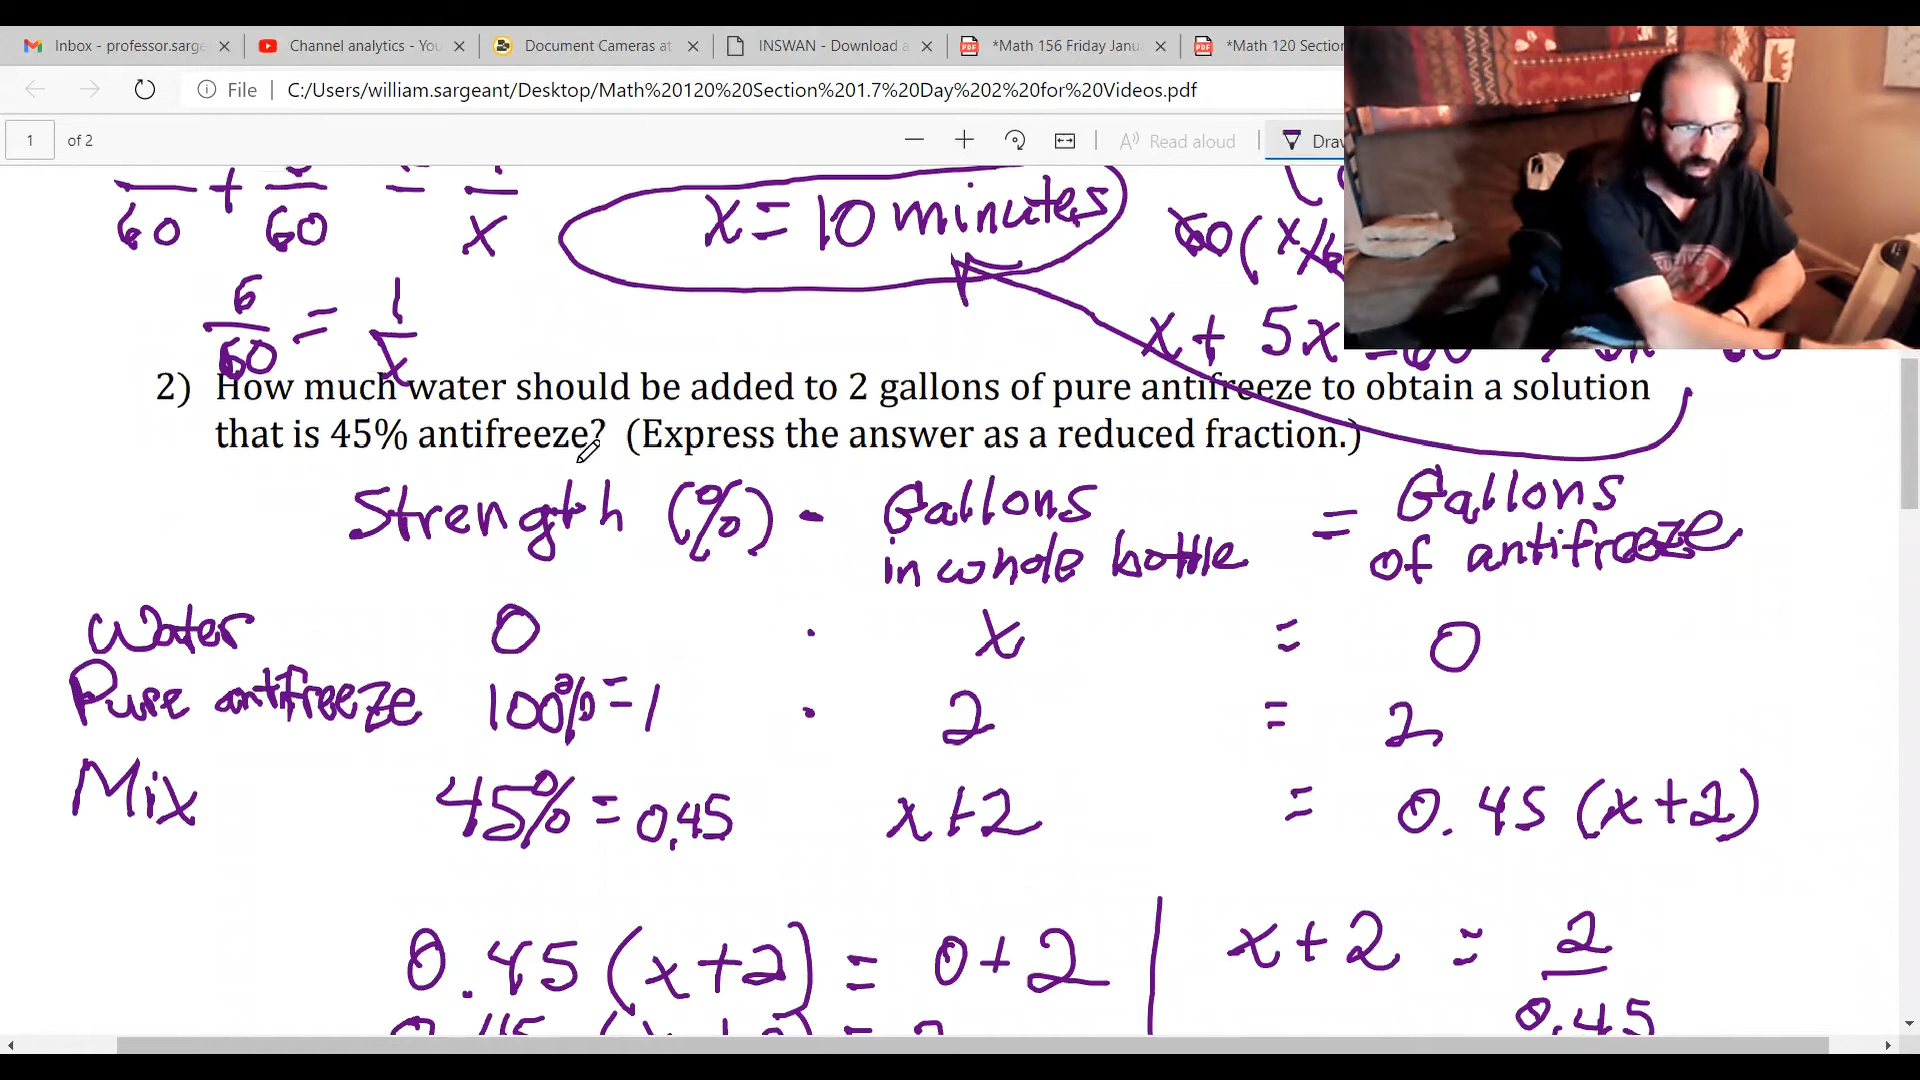 Inbox - professor.sarge
Channel analytics - You
Document Cameras at
INSWAN - Download a
*Math 156 Friday Janu
*Math 120 Section
File
C:/Users/william.sargeant/Desktop/Math%20120%20Section%201.7%20Day%202%20for%20Videos.pdf
1 of 2
Read aloud
Draw
60 + 60 = x
x = 10 minutes
60 ( x/6
6/60 = 1/x
x + 5x = 60
2) How much water should be added to 2 gallons of pure antifreeze to obtain a solution
that is 45% antifreeze? (Express the answer as a reduced fraction.)
Strength (%) · Gallons in whole bottle = Gallons of antifreeze
Water 0 · x = 0
Pure antifreeze 100% = 1 · 2 = 2
Mix 45% = 0.45 x+2 = 0.45 (x+2)
0.45 (x+2) = 0+2
x+2 = 2/0.45